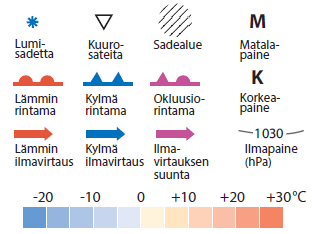 M
Lumi-
sadetta
Kuuro-
sateita
Sadealue
Matala-
paine
K
Lämmin
rintama
Kylmä
rintama
Okluusio-
rintama
Korkea-
paine
1030
Lämmin
ilmavirtaus
Kylmä
ilmavirtaus
Ilma-
virtauksen
suunta
Ilmapaine
(hPa)
-20 -10 0 +10 +20 +30°C